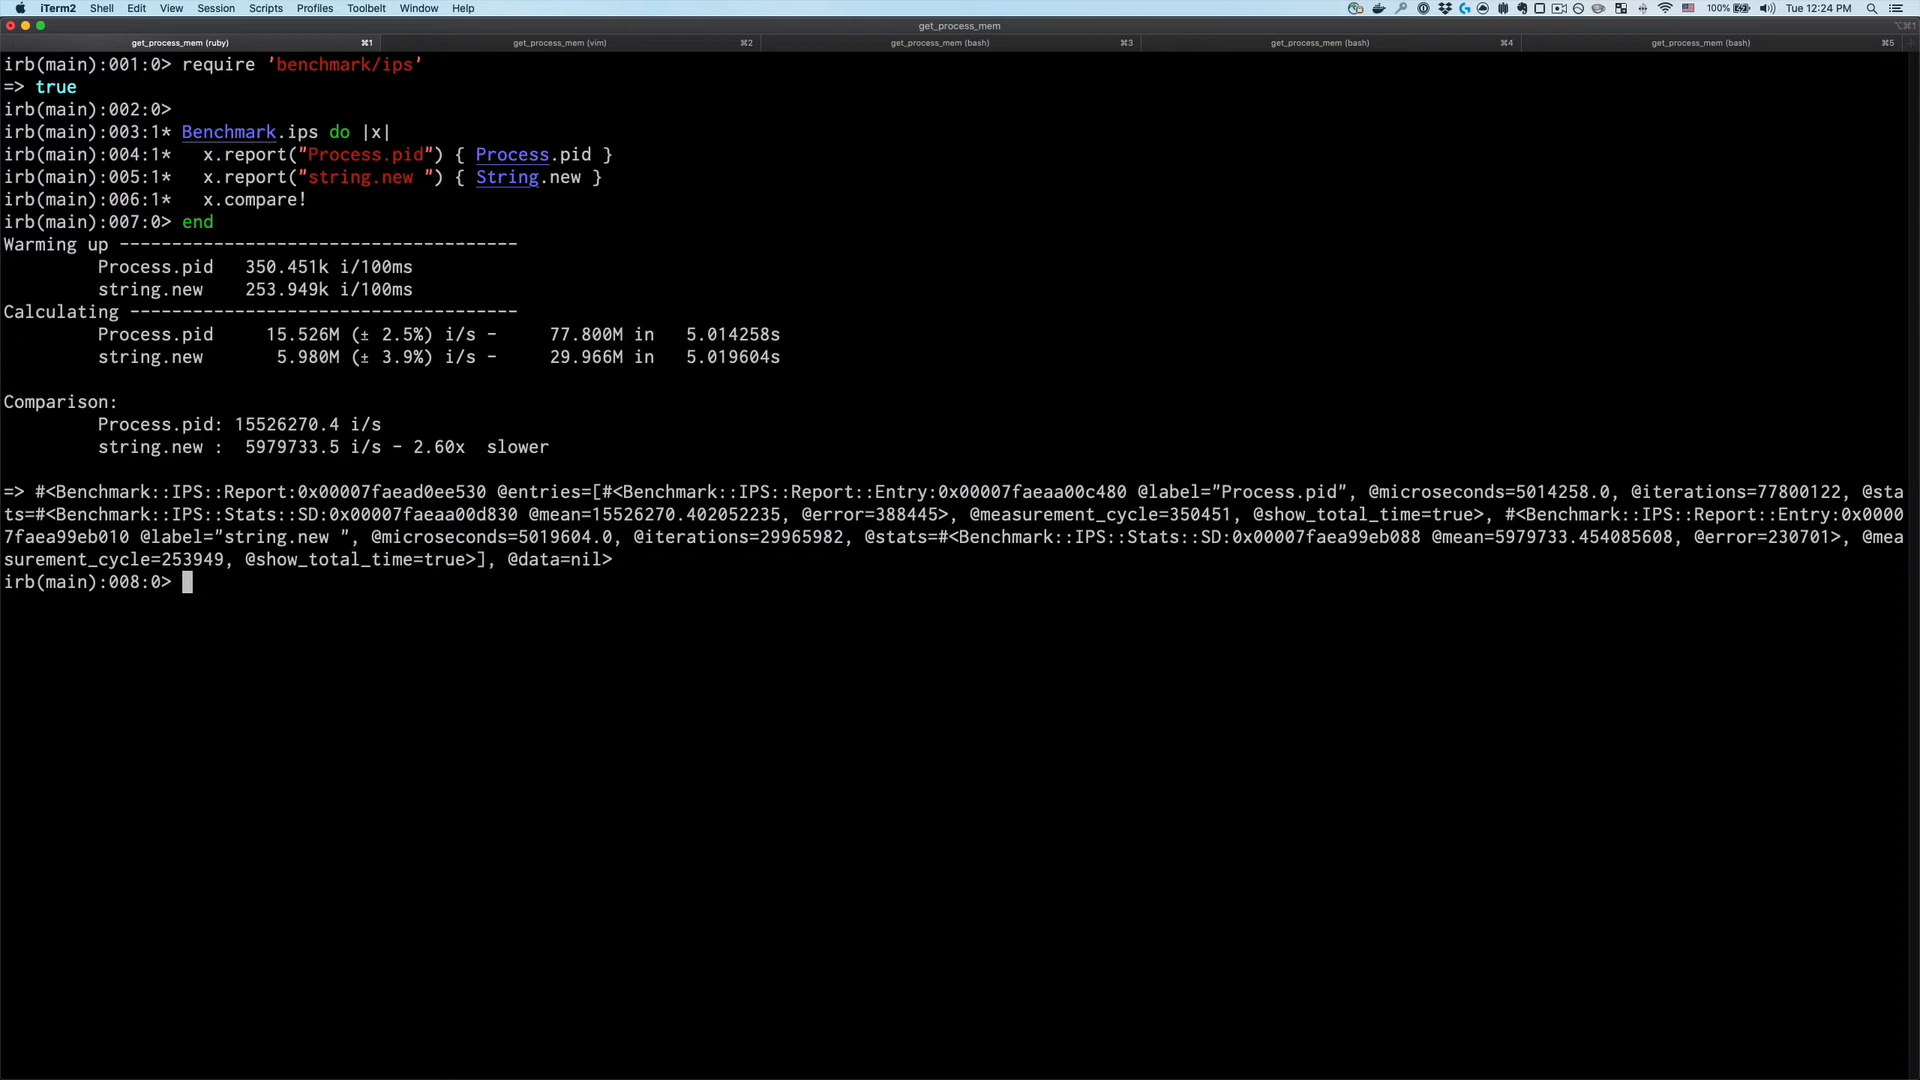 iTerm2 Shell Edit View Session Scripts Profiles Toolbelt Window Help 100% Tue 12:24 PM
get_process_mem
get_process_mem (ruby) ⌘1 get_process_mem (vim) ⌘2 get_process_mem (bash) ⌘3 get_process_mem (bash) ⌘4 get_process_mem (bash) ⌘5
irb(main):001:0> require 'benchmark/ips'
=> true
irb(main):002:0>
irb(main):003:1* Benchmark.ips do |x|
irb(main):004:1*   x.report("Process.pid") { Process.pid }
irb(main):005:1*   x.report("string.new ") { String.new }
irb(main):006:1*   x.compare!
irb(main):007:0> end
Warming up --------------------------------------
         Process.pid   350.451k i/100ms
         string.new    253.949k i/100ms
Calculating -------------------------------------
         Process.pid     15.526M (± 2.5%) i/s -     77.800M in   5.014258s
         string.new       5.980M (± 3.9%) i/s -     29.966M in   5.019604s
Comparison:
         Process.pid: 15526270.4 i/s
         string.new :  5979733.5 i/s - 2.60x  slower
=> #<Benchmark::IPS::Report:0x00007faead0ee530 @entries=[#<Benchmark::IPS::Report::Entry:0x00007faeaa00c480 @label="Process.pid", @microseconds=5014258.0, @iterations=77800122, @sta
ts=#<Benchmark::IPS::Stats::SD:0x00007faeaa00d830 @mean=15526270.402052235, @error=388445>, @measurement_cycle=350451, @show_total_time=true>, #<Benchmark::IPS::Report::Entry:0x0000
7faea99eb010 @label="string.new ", @microseconds=5019604.0, @iterations=29965982, @stats=#<Benchmark::IPS::Stats::SD:0x00007faea99eb088 @mean=5979733.454085608, @error=230701>, @mea
surement_cycle=253949, @show_total_time=true>], @data=nil>
irb(main):008:0>